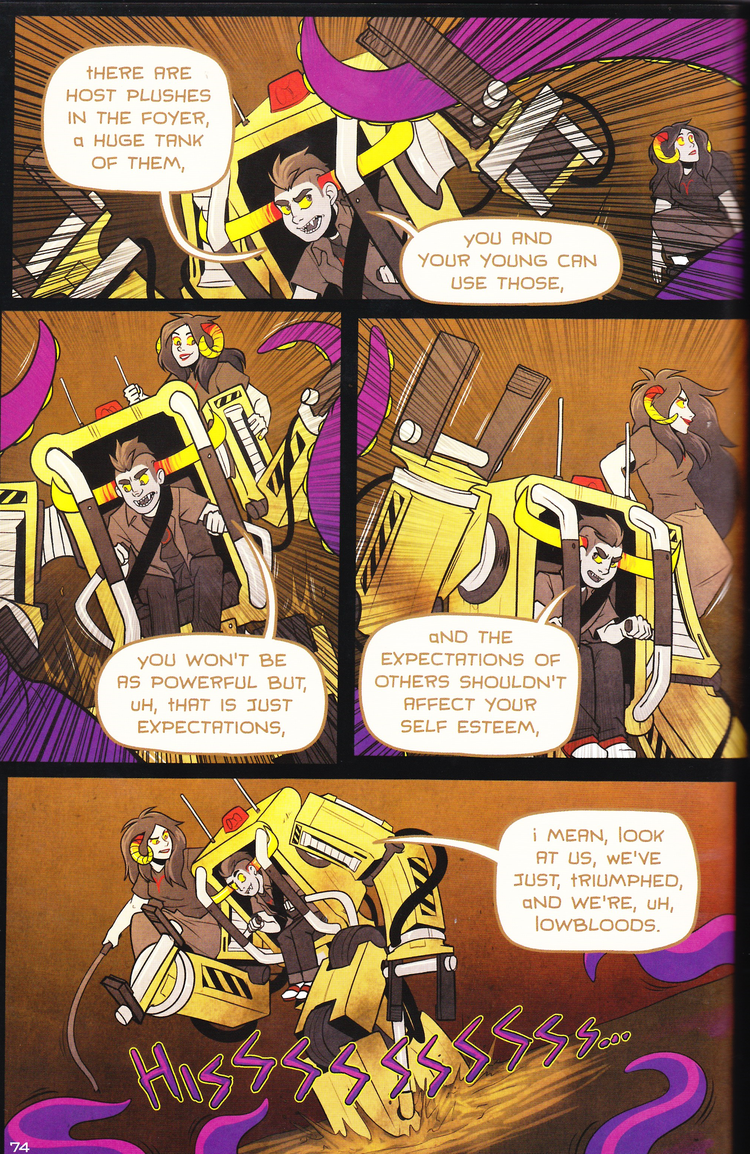 tHERE ARE
HOST PLUSHES
IN THE FOYER,
a HUGE TANK
OF THEM,
yOU AND
YOUR YOUNG CAN
USE THOSE,
yOU WON'T BE
AS POWERFUL BUT,
uH, tHAT IS JUST
EXPECTATIONS,
aND THE
EXPECTATIONS OF
OTHERS SHOULDN'T
AFFECT YOUR
SELF ESTEEM,
i MEAN, lOOK
AT US, wE'VE
JUST, tRIUMPHED,
aND WE'RE, uH,
lOWBLOODS.
HISSSSSSSSSSS...
74